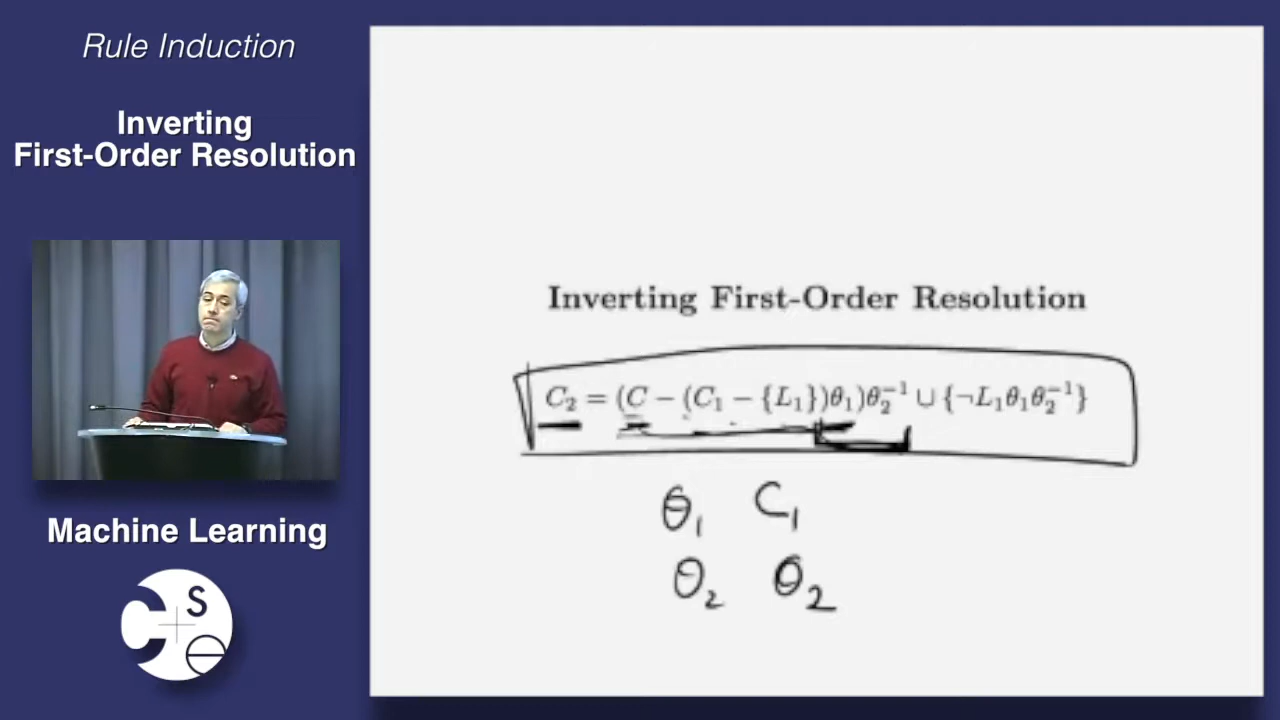 Rule Induction
Inverting
First-Order Resolution
Machine Learning
CSe
Inverting First-Order Resolution
C₂ = (C − (C₁ − {L₁})θ₁)θ₂⁻¹ ∪ {¬L₁θ₁θ₂⁻¹}
θ₁ C₁
θ₂ θ₂